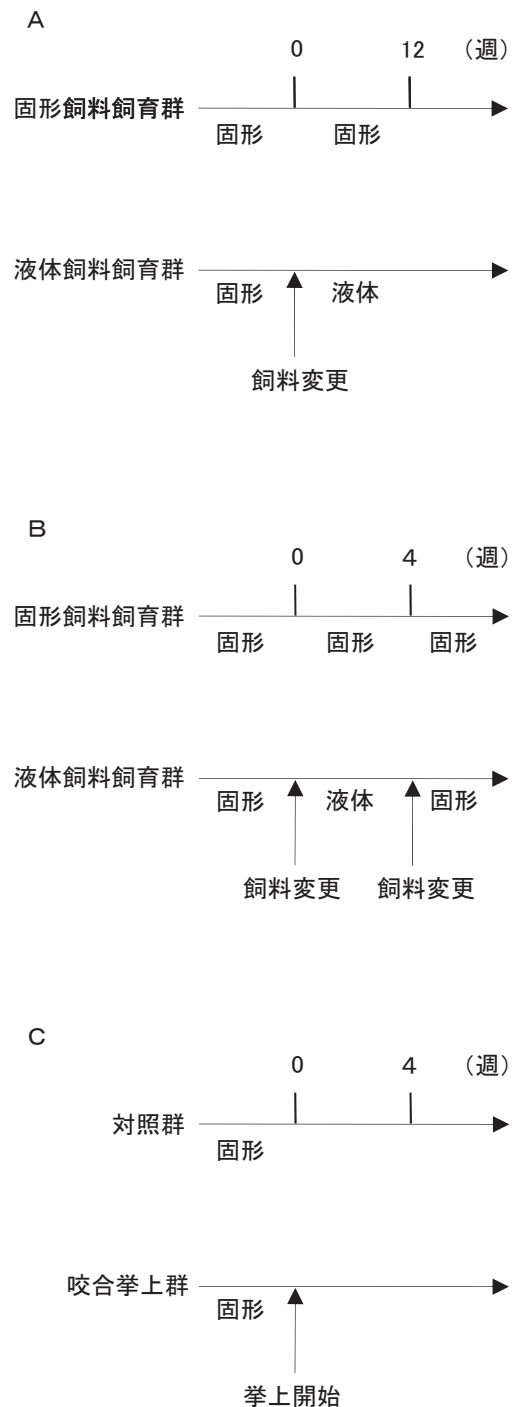 A
0 12 （週）
固形飼料飼育群
固形 固形
液体飼料飼育群
固形 液体
飼料変更
B
0 4 （週）
固形飼料飼育群
固形 固形 固形
液体飼料飼育群
固形 液体 固形
飼料変更 飼料変更
C
0 4 （週）
対照群
固形
咬合挙上群
固形
挙上開始